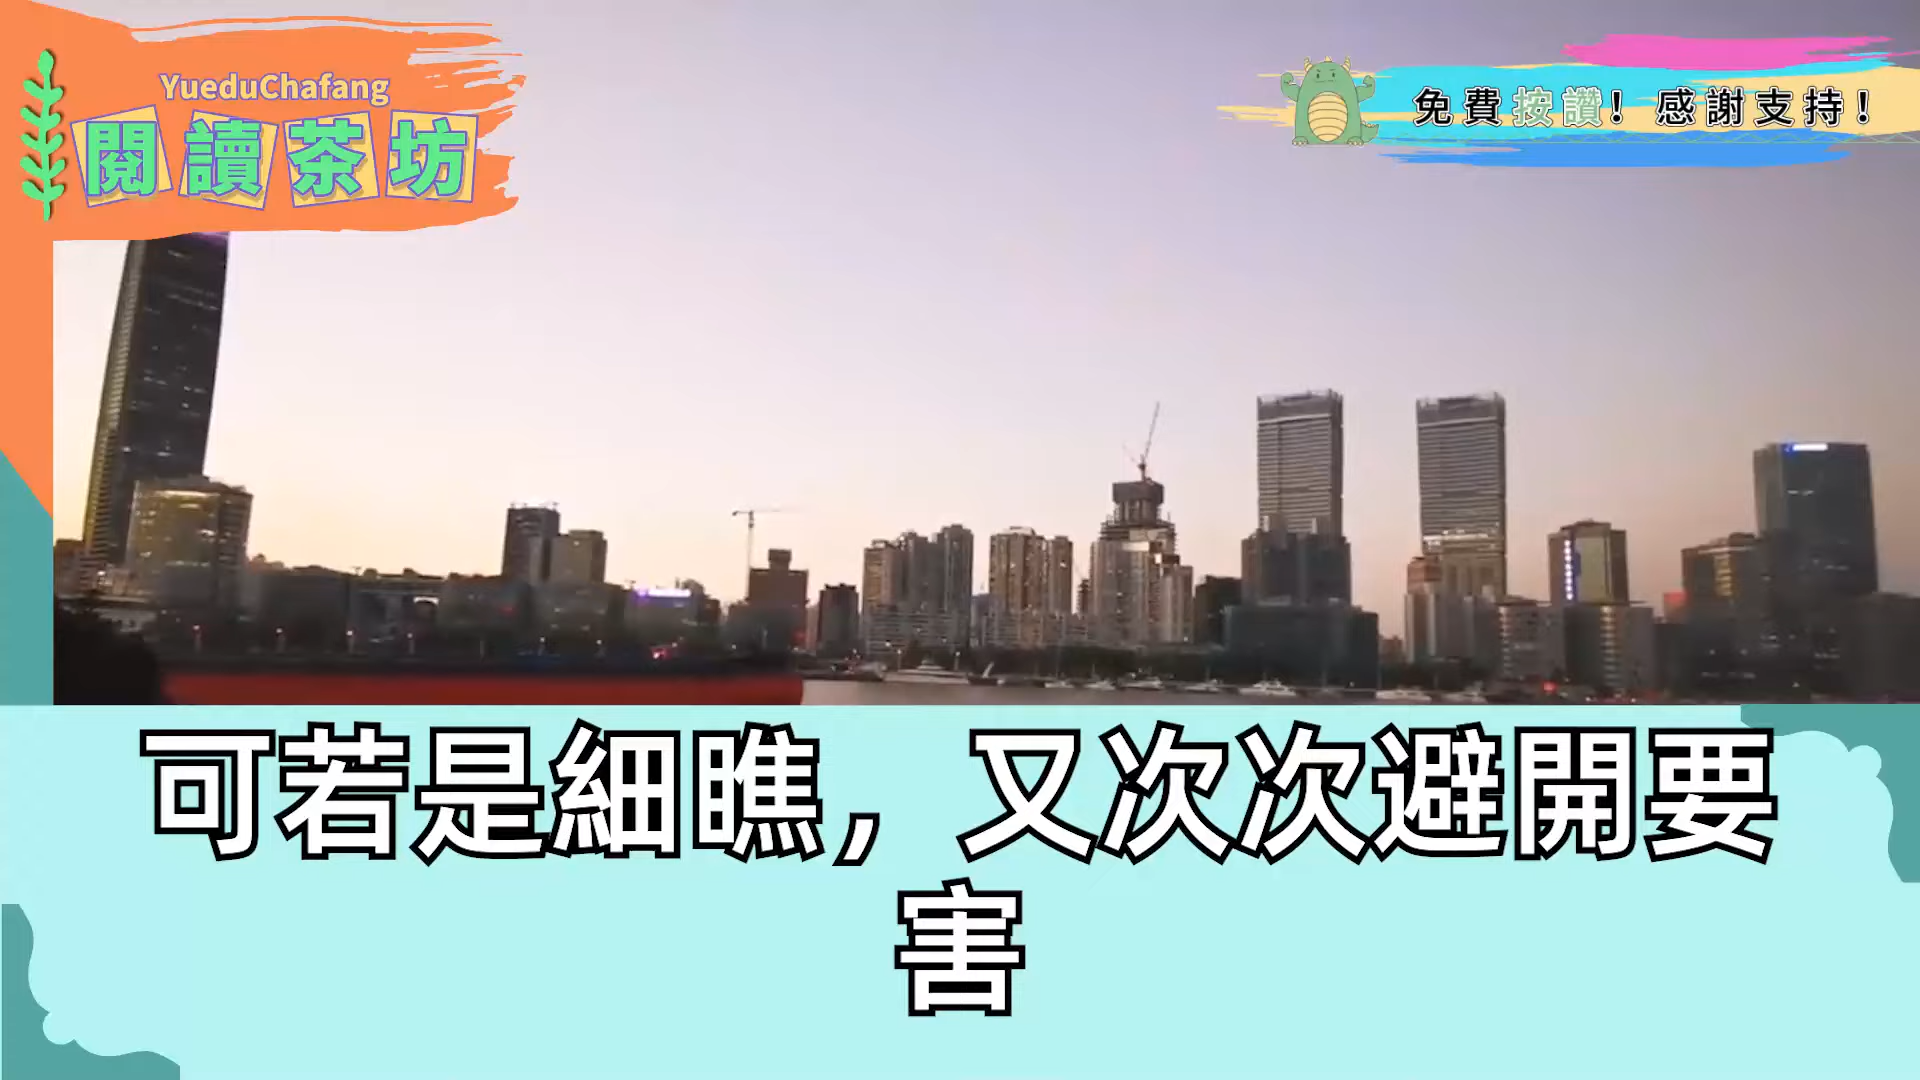 YueduChafang
閱讀茶坊
免費按讚！感謝支持！
可若是細瞧，又次次避開要
害